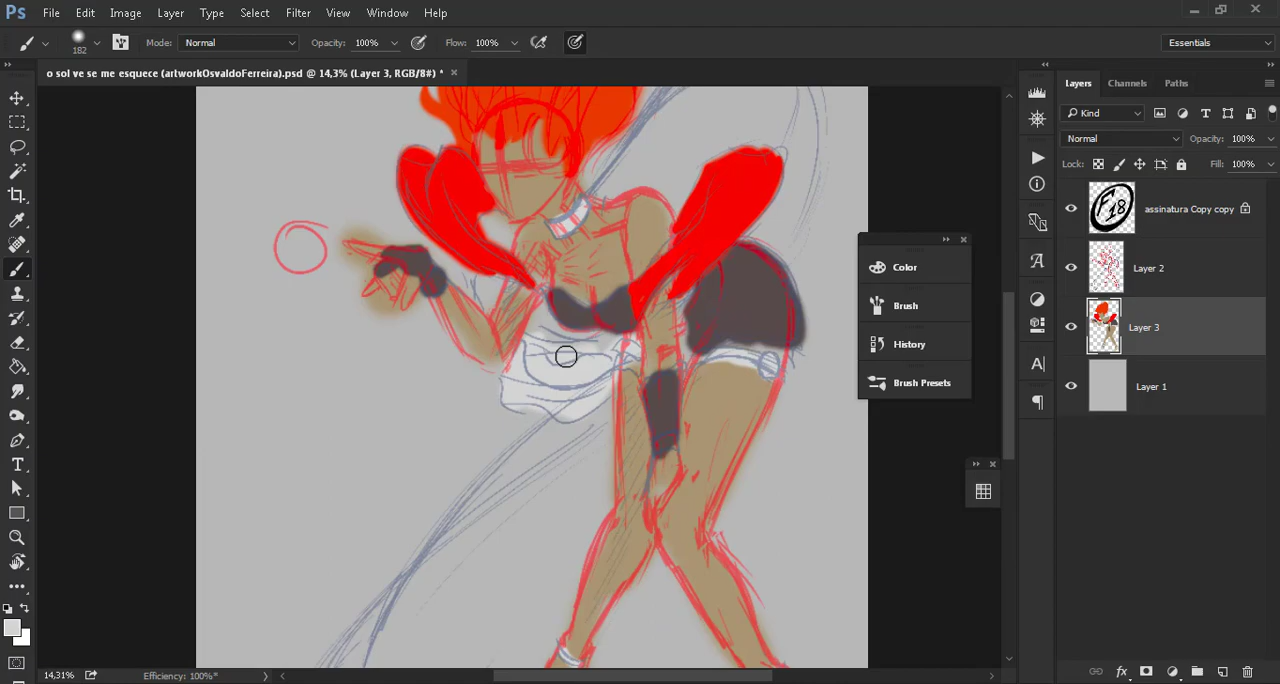 Ps File Edit Image Layer Type Select Filter View Window Help
182 Mode: Normal Opacity: 100% Flow: 100% Essentials
o sol ve se me esquece (artworkOsvaldoFerreira).psd @ 14,3% (Layer 3, RGB/8#) *
Layers Channels Paths
Kind
Normal Opacity: 100%
Lock: Fill: 100%
F18 assinatura Copy copy
Layer 2
Layer 3
Layer 1
Color
Brush
History
Brush Presets
14,31% Efficiency: 100%*